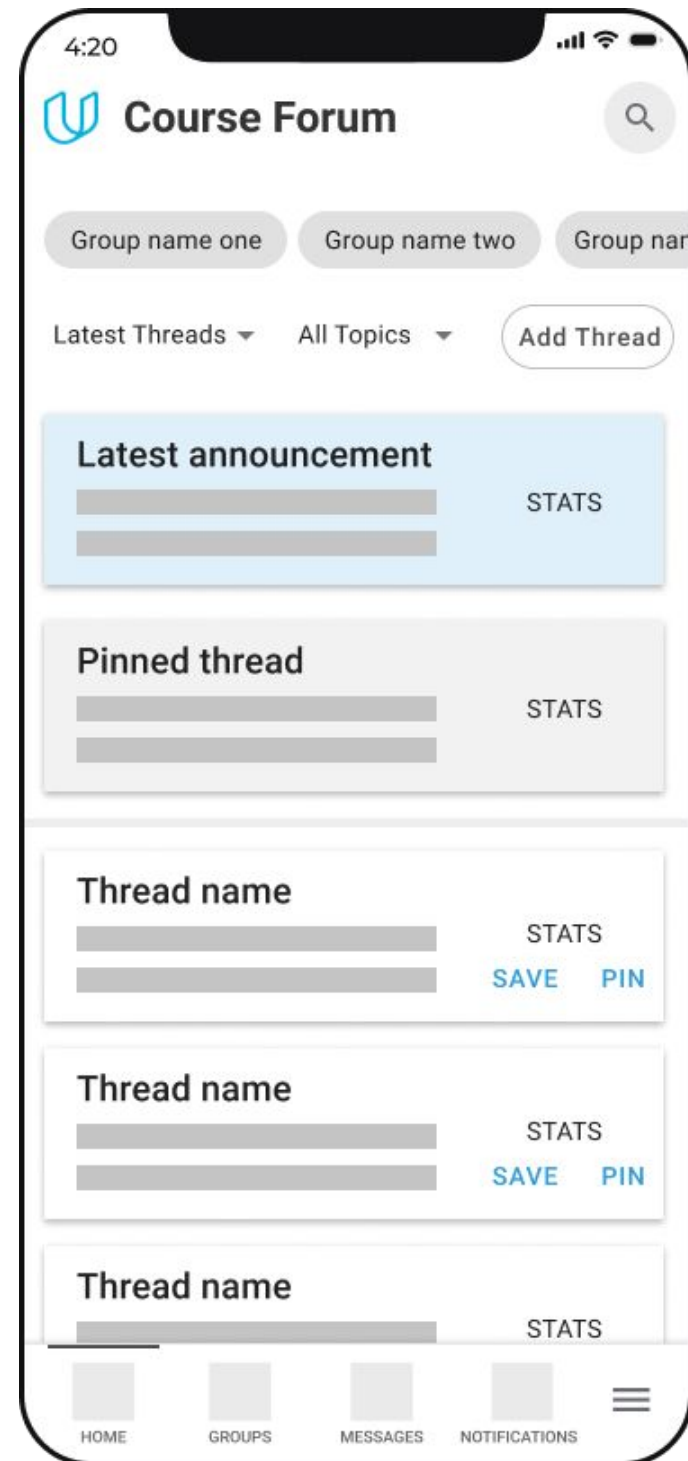 4:20
Course Forum
Group name one Group name two Group nar
Latest Threads All Topics Add Thread
Latest announcement
STATS
Pinned thread
STATS
Thread name
STATS
SAVE PIN
Thread name
STATS
SAVE PIN
Thread name
STATS
HOME GROUPS MESSAGES NOTIFICATIONS